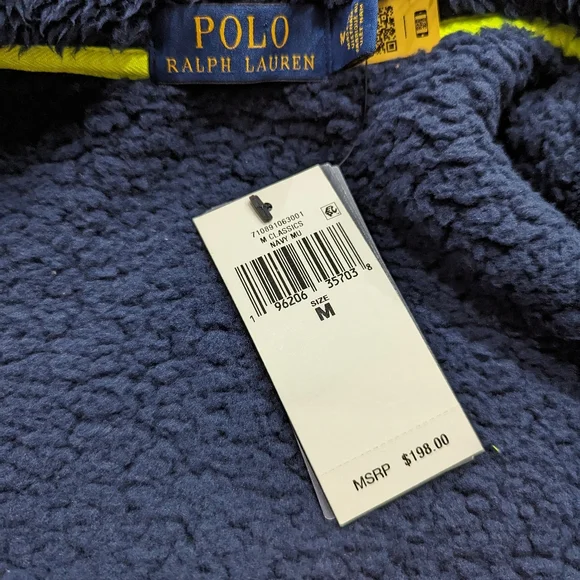 POLO
RALPH LAUREN
M
710891063001
M CLASSICS
NAVY MU
1 96206 35703 8
SIZE
M
MSRP $198.00